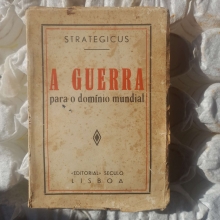 STRATEGICUS
A GUERRA
para o domínio mundial
«EDITORIAL SÉCULO»
LISBOA